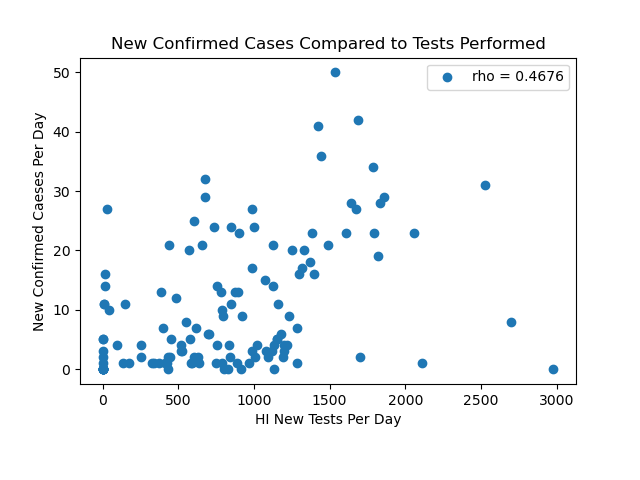 New Confirmed Cases Compared to Tests Performed
rho = 0.4676
New Confirmed Caeses Per Day
50
40
30
20
10
0
0 500 1000 1500 2000 2500 3000
HI New Tests Per Day